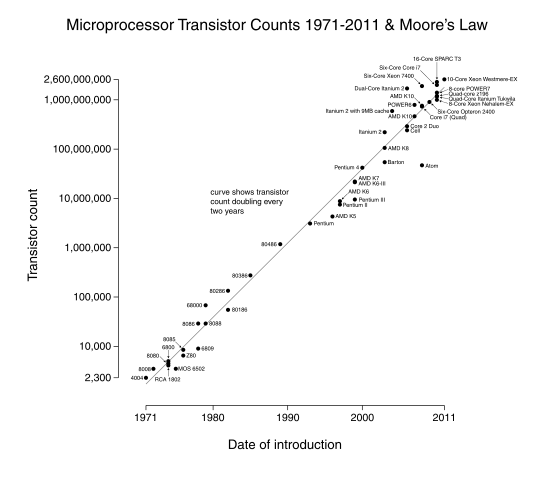 Microprocessor Transistor Counts 1971-2011 & Moore's Law
16-Core SPARC T3
Six-Core Core i7
Six-Core Xeon 7400
10-Core Xeon Westmere-EX
Dual-Core Itanium 2
8-core POWER7
Quad-core z196
AMD K10
Quad-Core Itanium Tukwila
POWER6
8-Core Xeon Nehalem-EX
Itanium 2 with 9MB cache
Six-Core Opteron 2400
AMD K10
Core i7 (Quad)
Core 2 Duo
Itanium 2
Cell
AMD K8
Barton
Atom
Pentium 4
AMD K7
AMD K6-III
AMD K6
Pentium III
Pentium II
AMD K5
Pentium
80486
80386
80286
68000
80186
8086
8088
8085
6800
6809
8080
Z80
8008
MOS 6502
4004
RCA 1802
curve shows transistor
count doubling every
two years
Transistor count
2,600,000,000
1,000,000,000
100,000,000
10,000,000
1,000,000
100,000
10,000
2,300
1971
1980
1990
2000
2011
Date of introduction